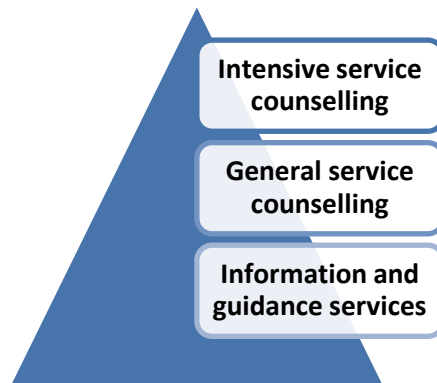 Intensive service
counselling
General service
counselling
Information and
guidance services